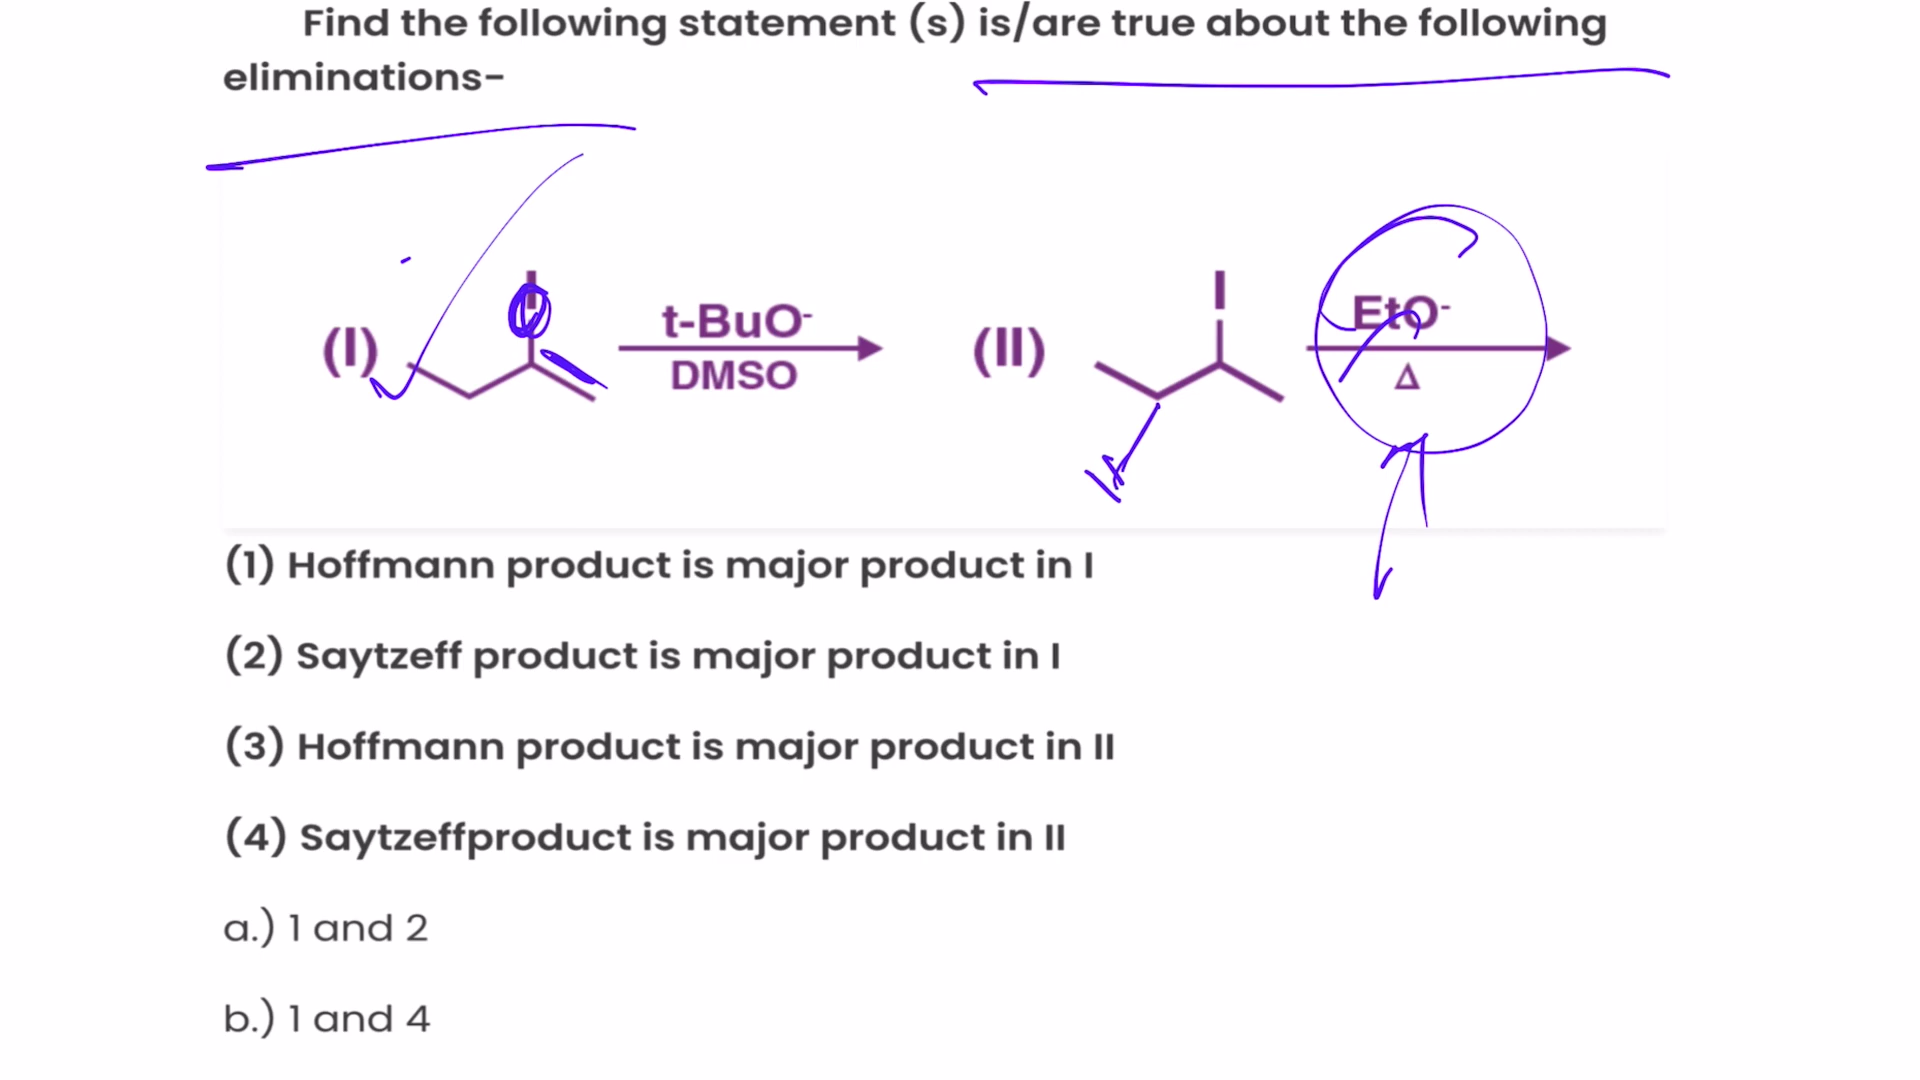 Find the following statement (s) is/are true about the following
eliminations-
(I) I t-BuO- DMSO (II) I EtO- Δ
(1) Hoffmann product is major product in I
(2) Saytzeff product is major product in I
(3) Hoffmann product is major product in II
(4) Saytzeffproduct is major product in II
a.) 1 and 2
b.) 1 and 4